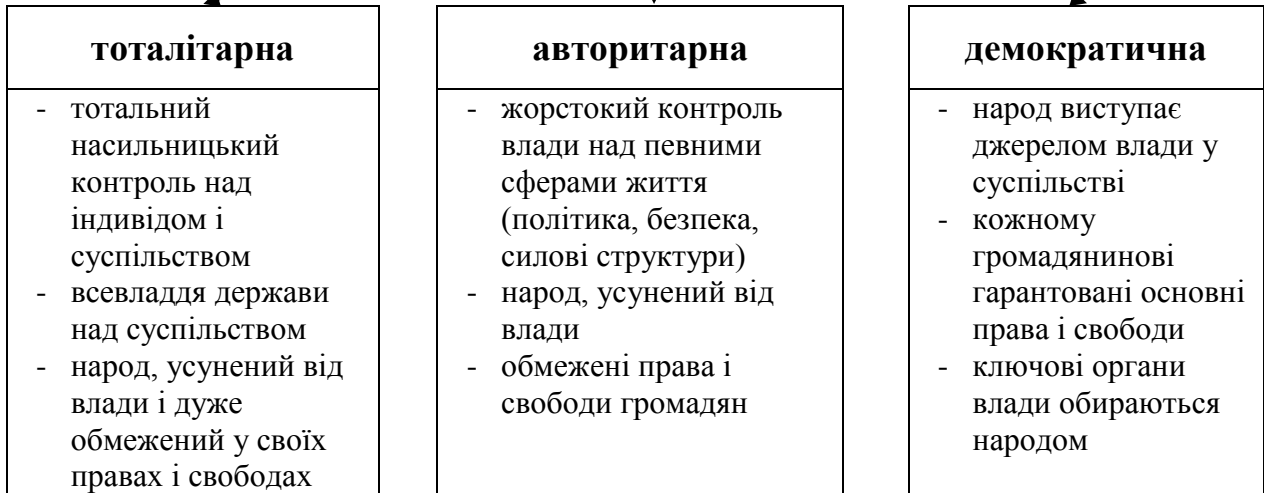 тоталітарна
- тотальний
насильницький
контроль над
індивідом і
суспільством
- всевладдя держави
над суспільством
- народ, усунений від
влади і дуже
обмежений у своїх
правах і свободах
авторитарна
- жорстокий контроль
влади над певними
сферами життя
(політика, безпека,
силові структури)
- народ, усунений від
влади
- обмежені права і
свободи громадян
демократична
- народ виступає
джерелом влади у
суспільстві
- кожному
громадянинові
гарантовані основні
права і свободи
- ключові органи
влади обираються
народом